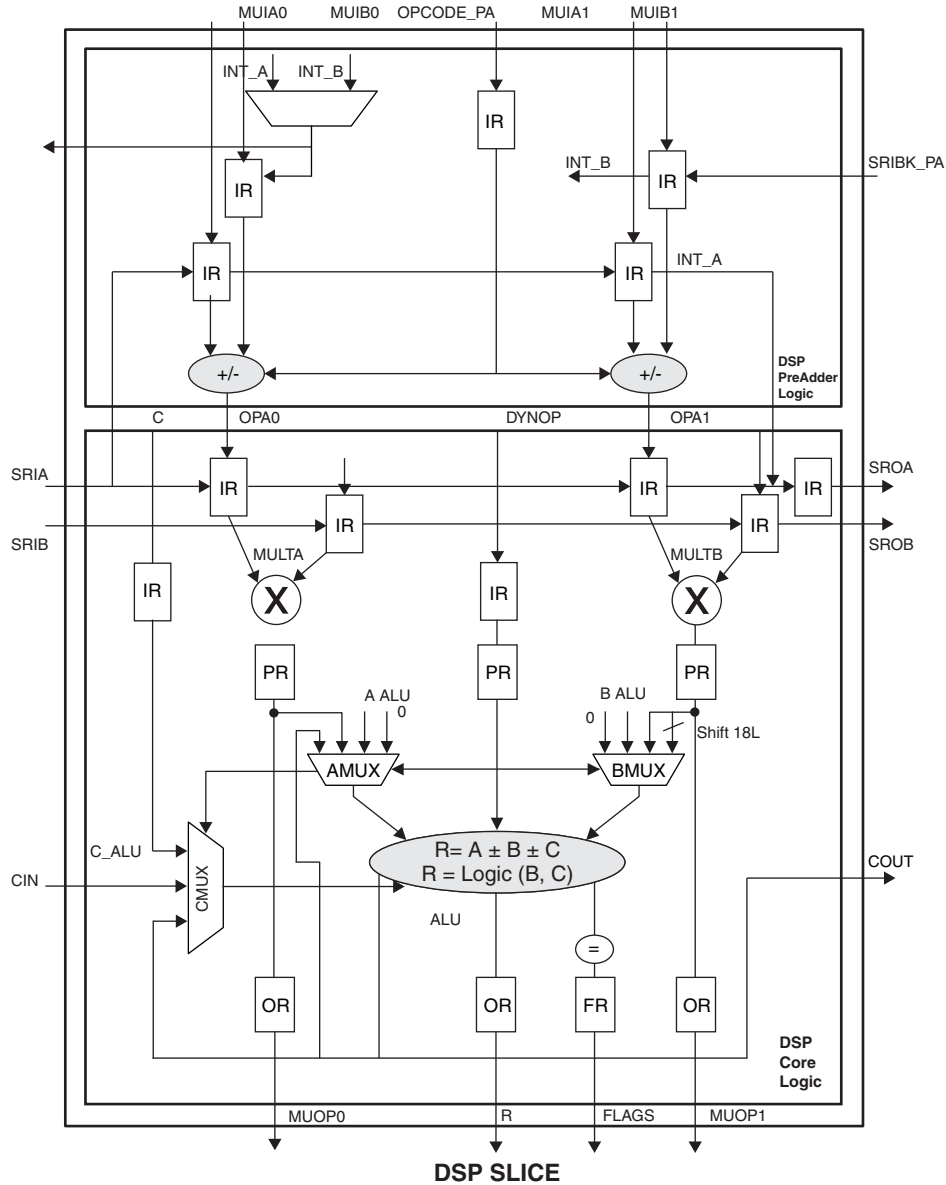 MUIA0 MUIB0 OPCODE_PA MUIA1 MUIB1
INT_A INT_B
IR
INT_B IR SRIBK_PA
IR
IR IR INT_A
+/- +/-
DSP
PreAdder
Logic
C OPA0 DYNOP OPA1
SRIA IR IR IR SROA
SRIB IR IR SROB
MULTA MULTB
IR X IR X
PR PR PR
A ALU B ALU
0 0
Shift 18L
AMUX BMUX
R= A ± B ± C
R = Logic (B, C)
C_ALU
CIN CMUX COUT
ALU
=
OR OR FR OR
DSP
Core
Logic
MUOP0 R FLAGS MUOP1
DSP SLICE